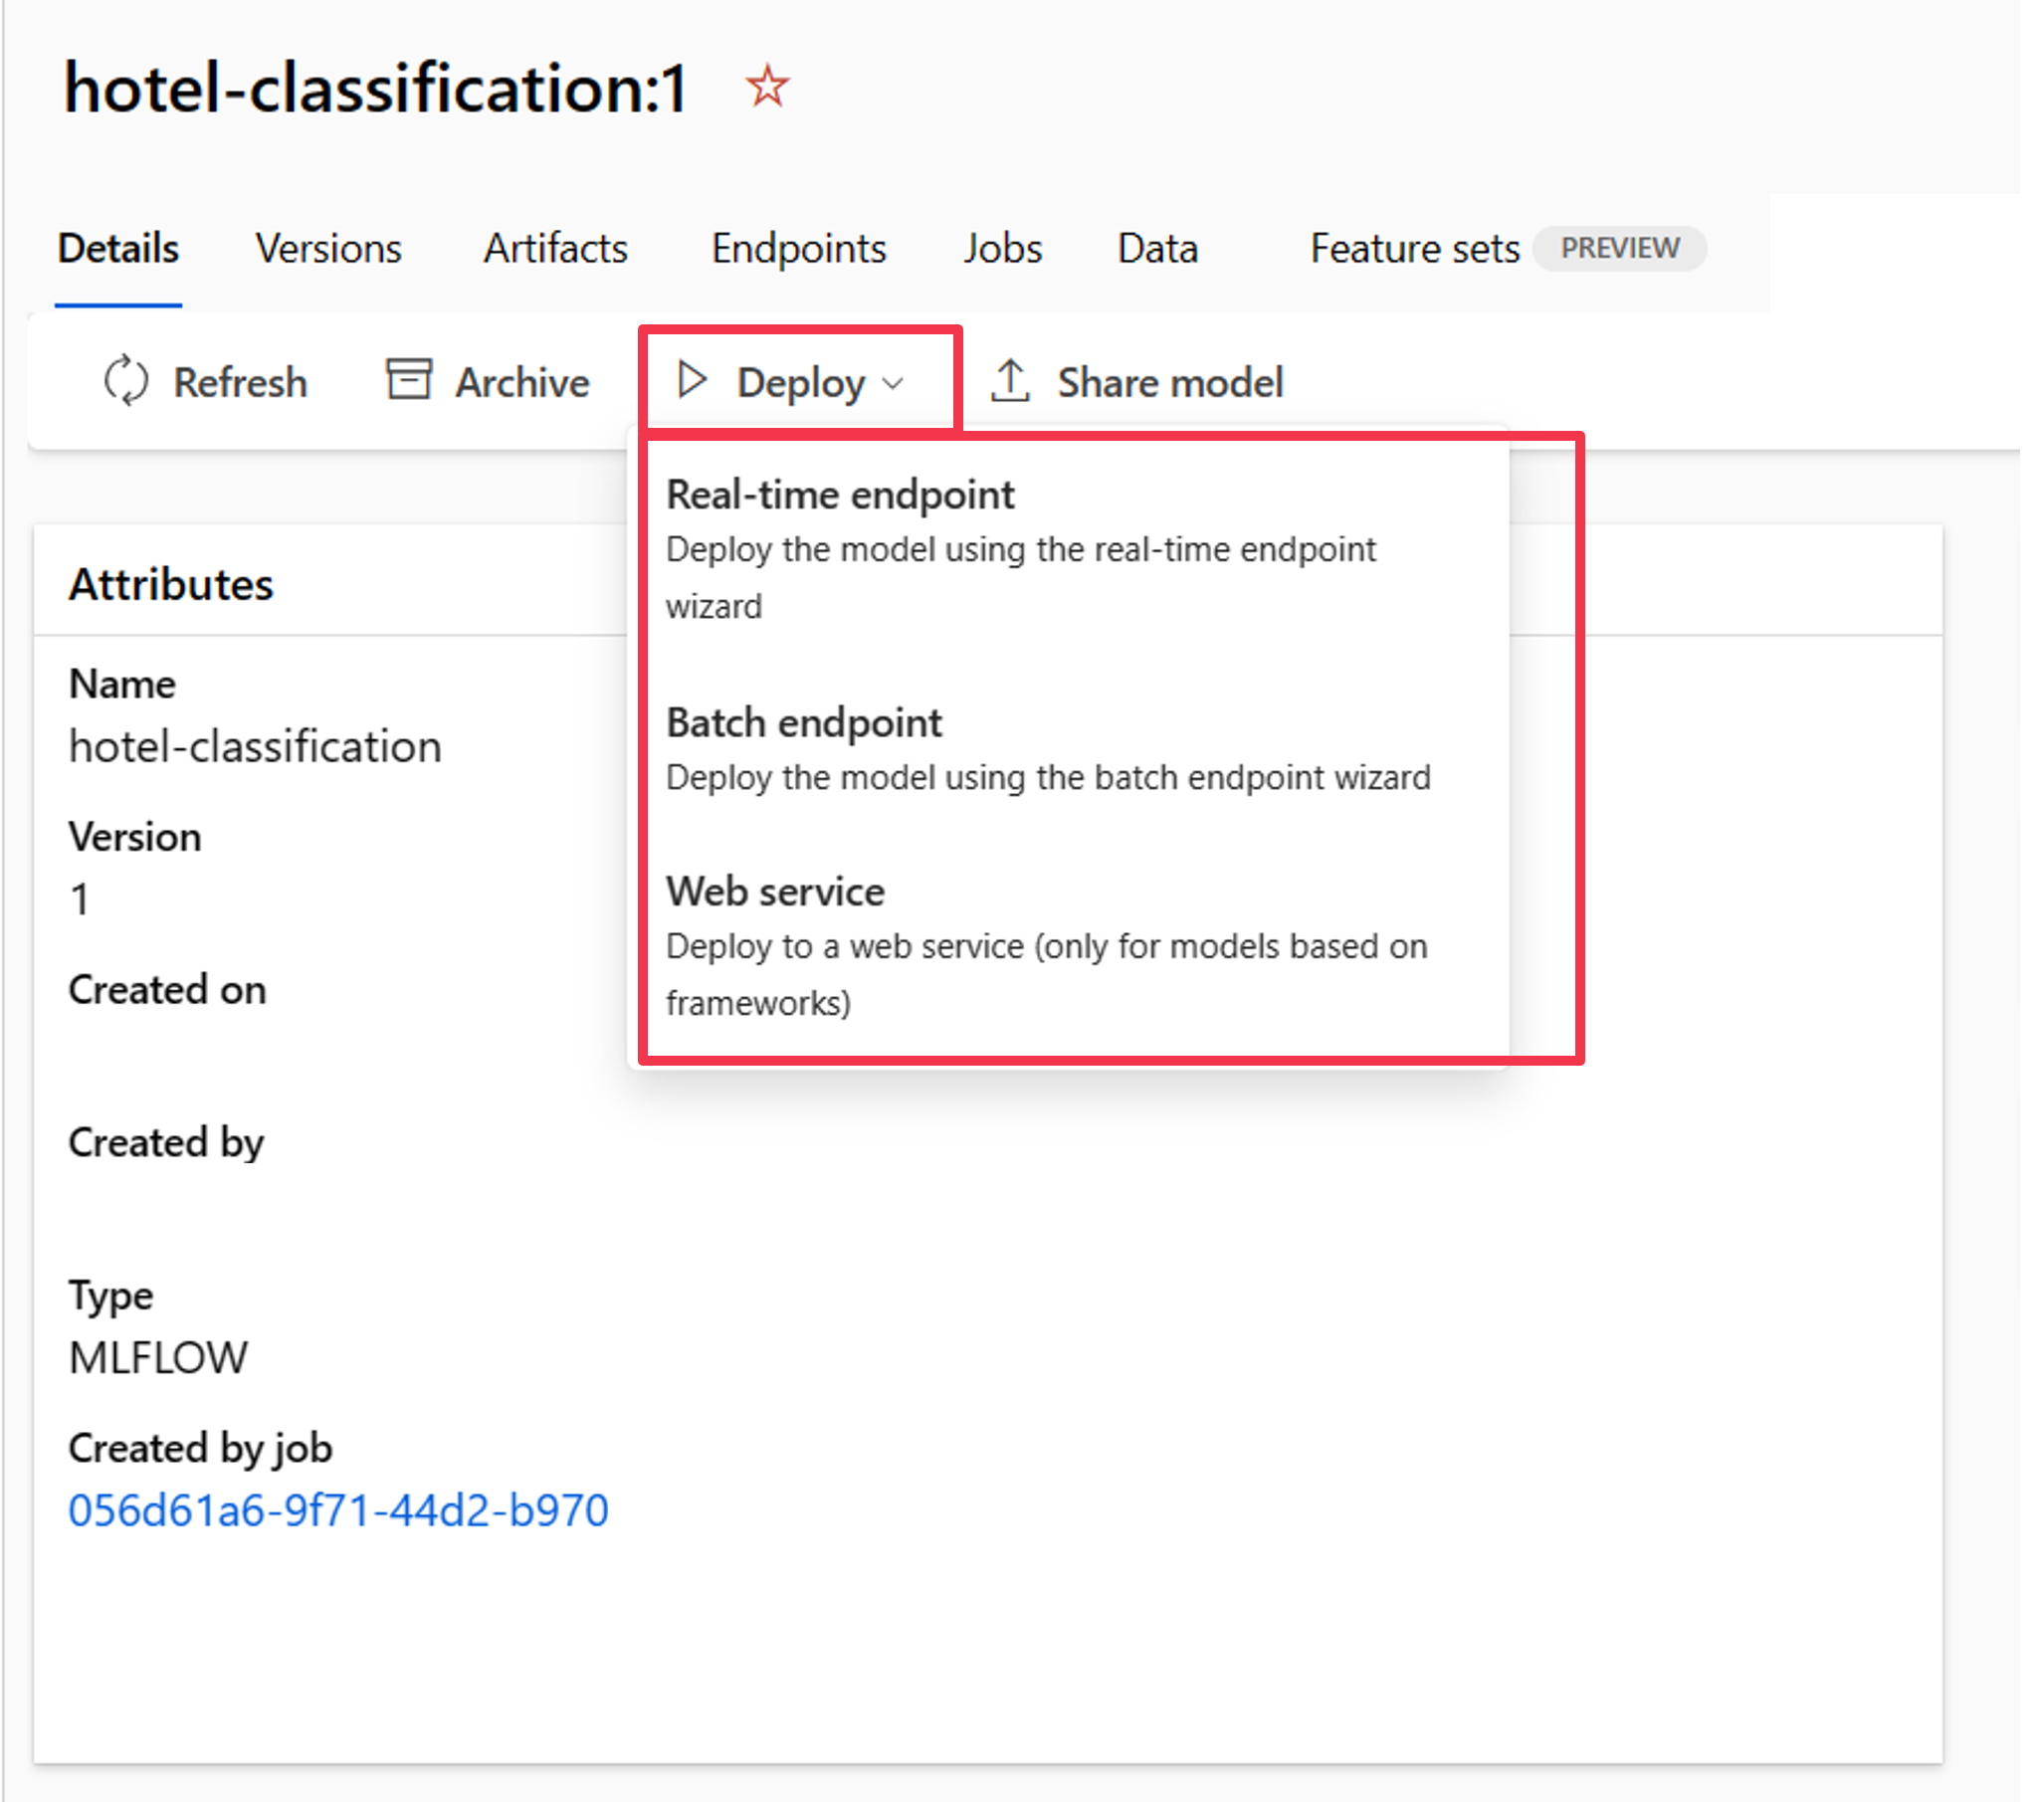 hotel-classification:1
Details Versions Artifacts Endpoints Jobs Data Feature sets PREVIEW
Refresh Archive Deploy Share model
Real-time endpoint
Deploy the model using the real-time endpoint
wizard
Batch endpoint
Deploy the model using the batch endpoint wizard
Web service
Deploy to a web service (only for models based on
frameworks)
Attributes
Name
hotel-classification
Version
1
Created on
Created by
Type
MLFLOW
Created by job
056d61a6-9f71-44d2-b970